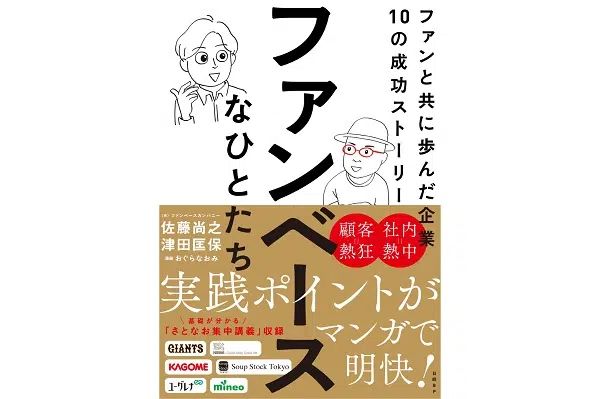 ファンと共に歩んだ企業
10の成功ストーリー
ファンベース
なひとたち
(株)ファンベースカンパニー
佐藤尚之
津田匡保
漫画 おぐらなおみ
顧客
熱狂
社内
熱中
実践ポイントが
マンガで
明快!
基礎が分かる
「さとなお集中講義」収録
GIANTS
KAGOME
Soup Stock Tokyo
ユーグレナ
mineo
日経BP